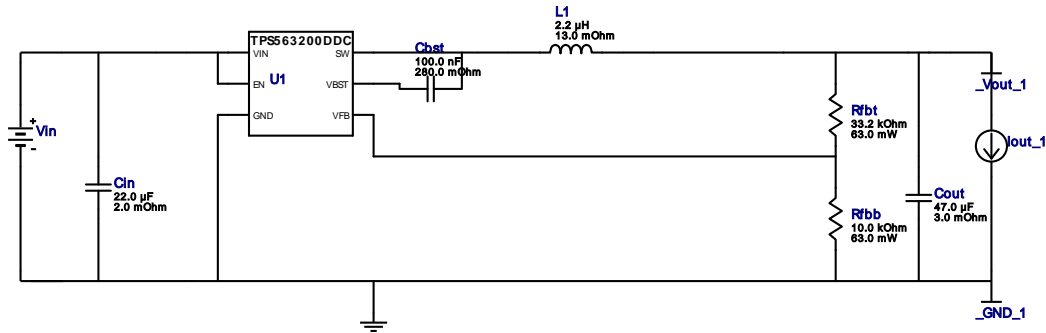 L1
2.2 µH
13.0 mOhm
TPS563200DDC
VIN
SW
Cbst
100.0 nF
280.0 mOhm
U1
EN
VBST
GND
VFB
Vin
+
-
Cin
22.0 µF
2.0 mOhm
Rfbt
33.2 kOhm
63.0 mW
Rfbb
10.0 kOhm
63.0 mW
Cout
47.0 µF
3.0 mOhm
_Vout_1
Iout_1
_GND_1